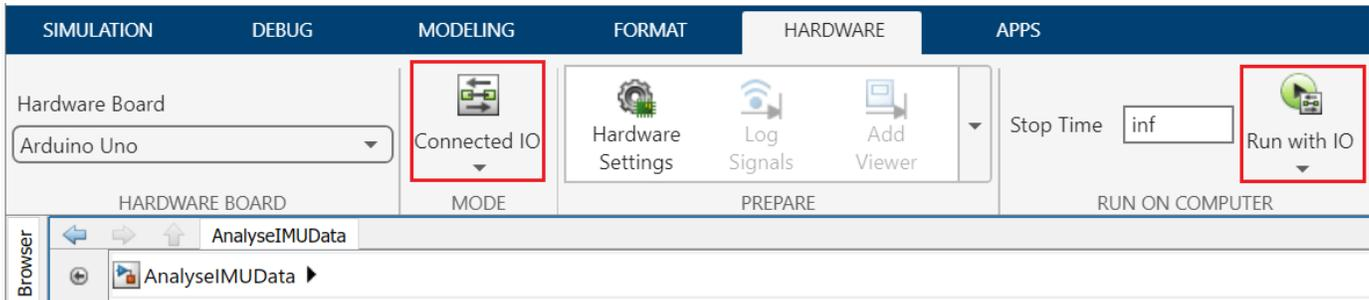 SIMULATION DEBUG MODELING FORMAT HARDWARE APPS
Hardware Board
Arduino Uno
HARDWARE BOARD
Connected IO
MODE
Hardware
Settings
Log
Signals
Add
Viewer
PREPARE
Stop Time inf
Run with IO
RUN ON COMPUTER
Browser
AnalyseIMUData
AnalyseIMUData